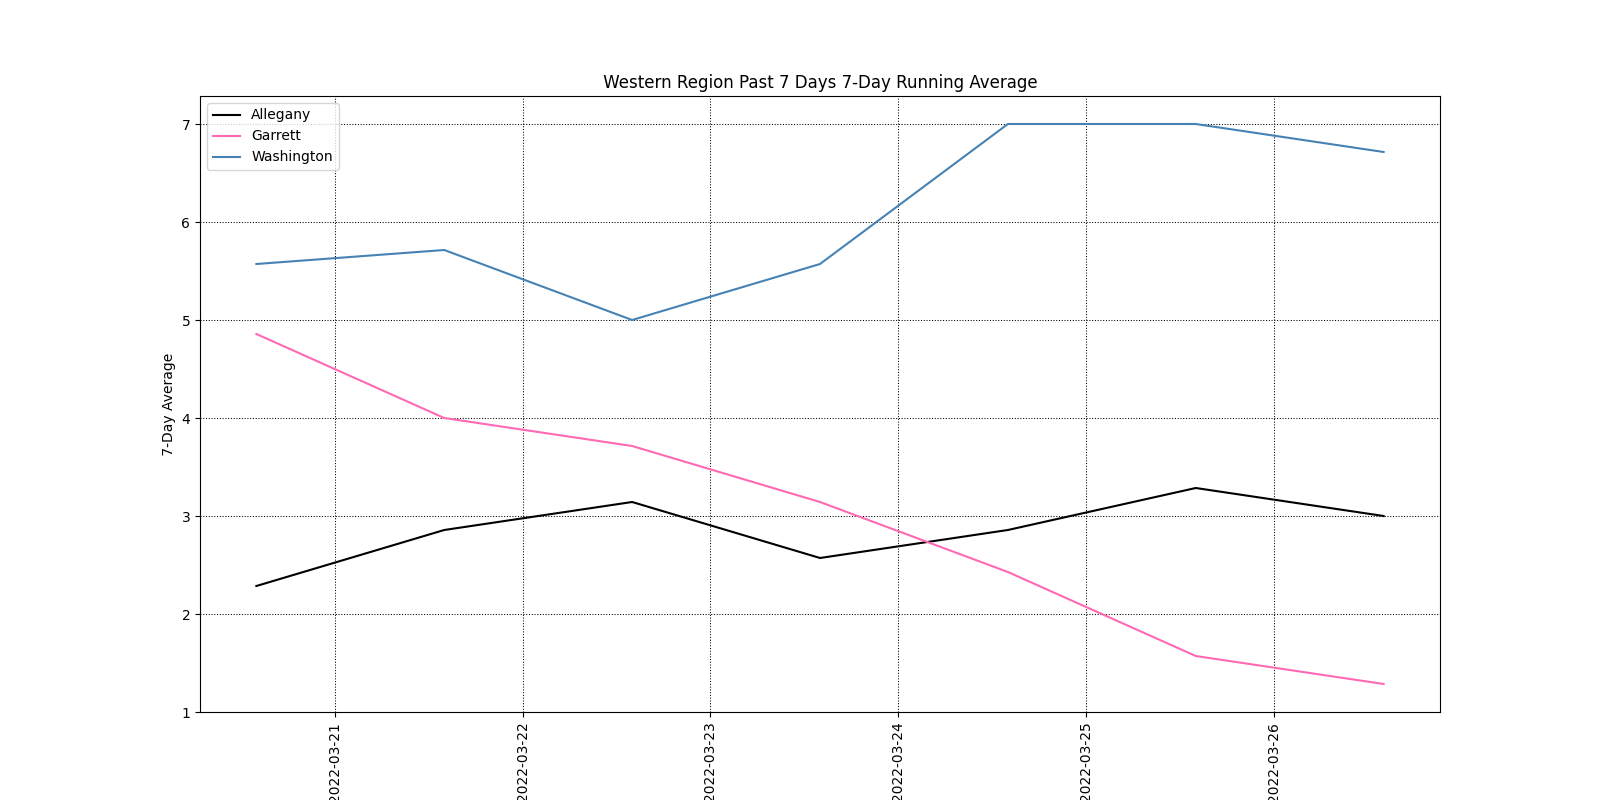 Western Region Past 7 Days 7-Day Running Average
Allegany
Garrett
Washington
7
6
5
4
3
2
1
7-Day Average
2022-03-21
2022-03-22
2022-03-23
2022-03-24
2022-03-25
2022-03-26